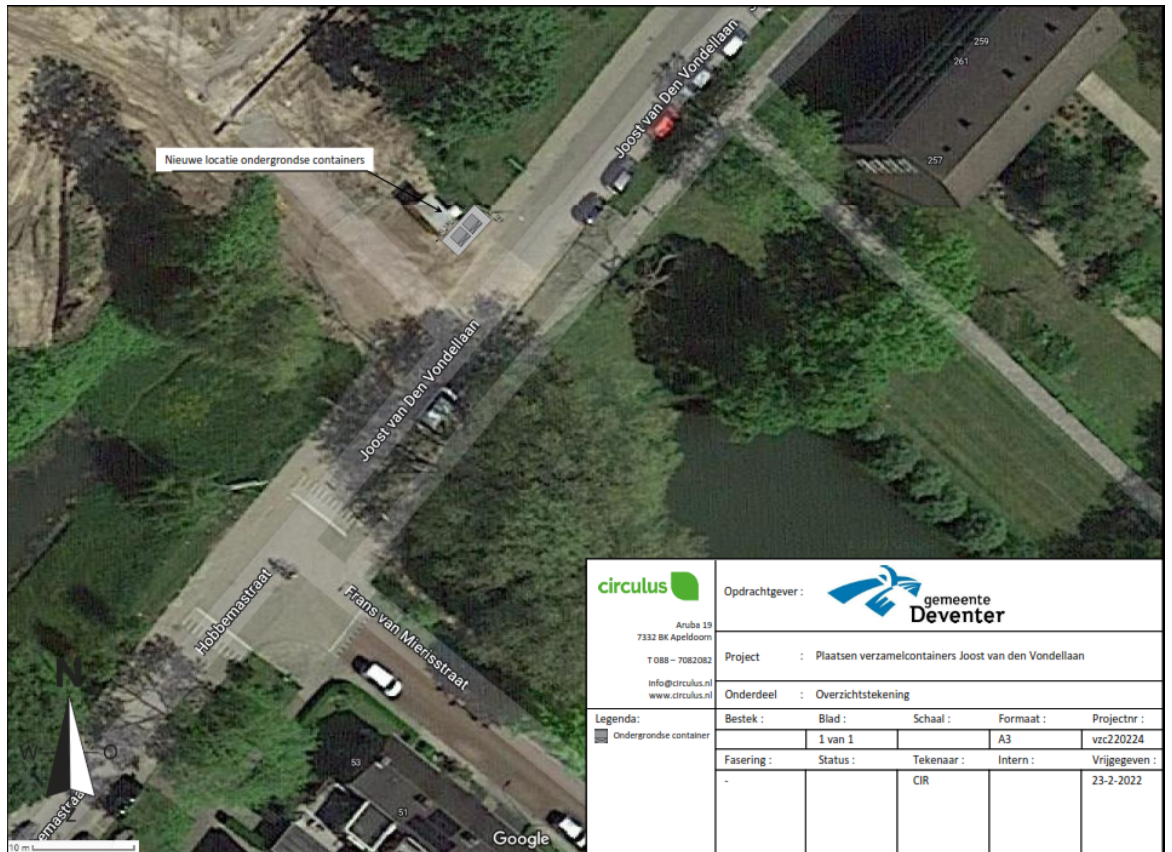 259
261
Joost van Den Vondellaan
257
Nieuwe locatie ondergrondse containers
Joost van Den Vondellaan
Hobbemastraat
Frans van Mierisstraat
N
W
O
Z
53
51
10 m
Google
circulus
Aruba 19
7332 BK Apeldoorn
T 088 – 7082082
info@circulus.nl
www.circulus.nl
Opdrachtgever :
gemeente
Deventer
Project : Plaatsen verzamelcontainers Joost van den Vondellaan
Onderdeel : Overzichtstekening
Legenda:
Ondergrondse container
Bestek : Blad : Schaal : Formaat : Projectnr :
1 van 1 A3 vzc220224
Fasering : Status : Tekenaar : Intern : Vrijgegeven :
- CIR 23-2-2022